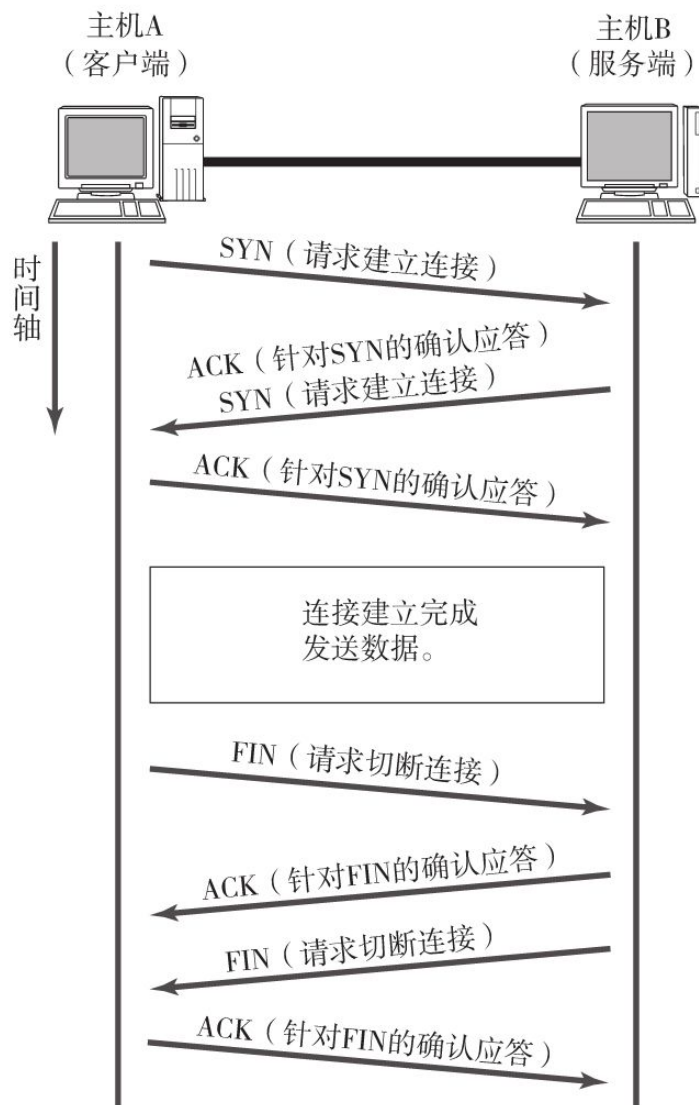 主机A
（客户端）
主机B
（服务端）
时间轴
SYN（请求建立连接）
ACK（针对SYN的确认应答）
SYN（请求建立连接）
ACK（针对SYN的确认应答）
连接建立完成
发送数据。
FIN（请求切断连接）
ACK（针对FIN的确认应答）
FIN（请求切断连接）
ACK（针对FIN的确认应答）